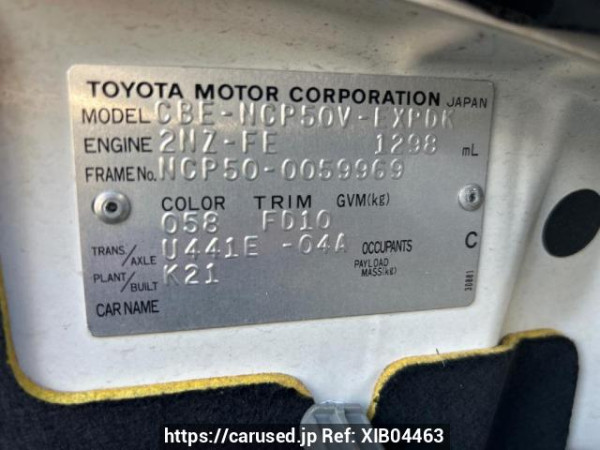 TOYOTA MOTOR CORPORATION JAPAN
MODEL CBE-NCP50V-EXPDK
ENGINE 2NZ-FE 1298 mL
FRAME No. NCP50-0059969
COLOR TRIM GVM(kg)
058 FD10
TRANS/AXLE U441E -04A OCCUPANTS C
PLANT/BUILT K21 PAYLOAD MASS(kg)
CAR NAME
30881
https://carused.jp Ref: XIB04463